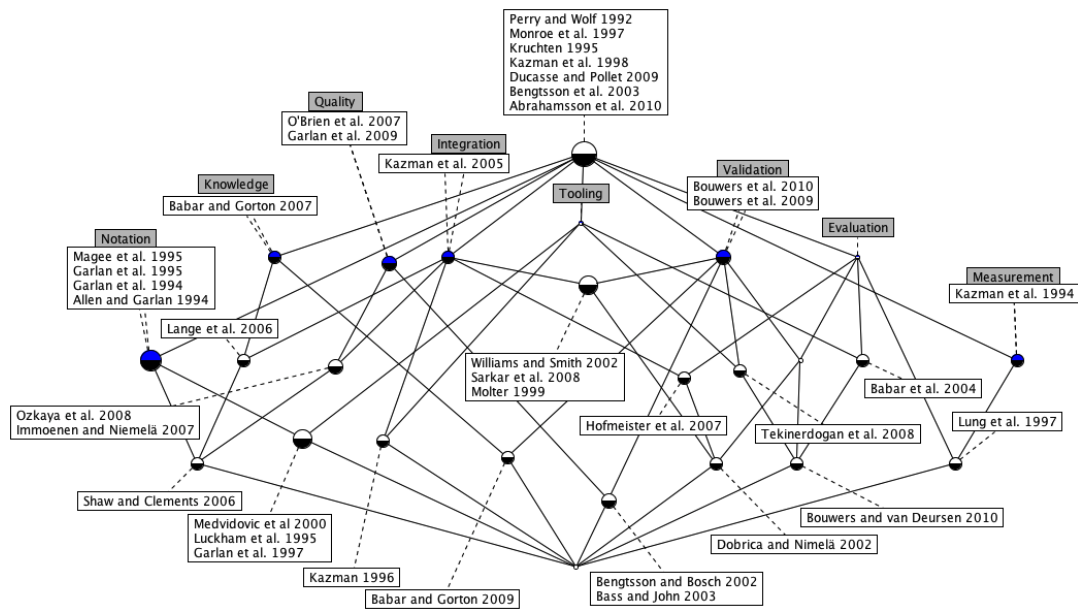 Perry and Wolf 1992
Monroe et al. 1997
Kruchten 1995
Kazman et al. 1998
Ducasse and Pollet 2009
Bengtsson et al. 2003
Abrahamsson et al. 2010
Quality
O'Brien et al. 2007
Garlan et al. 2009
Integration
Kazman et al. 2005
Validation
Bouwers et al. 2010
Bouwers et al. 2009
Knowledge
Babar and Gorton 2007
Tooling
Evaluation
Notation
Magee et al. 1995
Garlan et al. 1995
Garlan et al. 1994
Allen and Garlan 1994
Measurement
Kazman et al. 1994
Lange et al. 2006
Williams and Smith 2002
Sarkar et al. 2008
Molter 1999
Babar et al. 2004
Ozkaya et al. 2008
Immoenen and Niemelä 2007
Hofmeister et al. 2007
Tekinerdogan et al. 2008
Lung et al. 1997
Shaw and Clements 2006
Medvidovic et al 2000
Luckham et al. 1995
Garlan et al. 1997
Bouwers and van Deursen 2010
Dobrica and Nimelä 2002
Kazman 1996
Babar and Gorton 2009
Bengtsson and Bosch 2002
Bass and John 2003